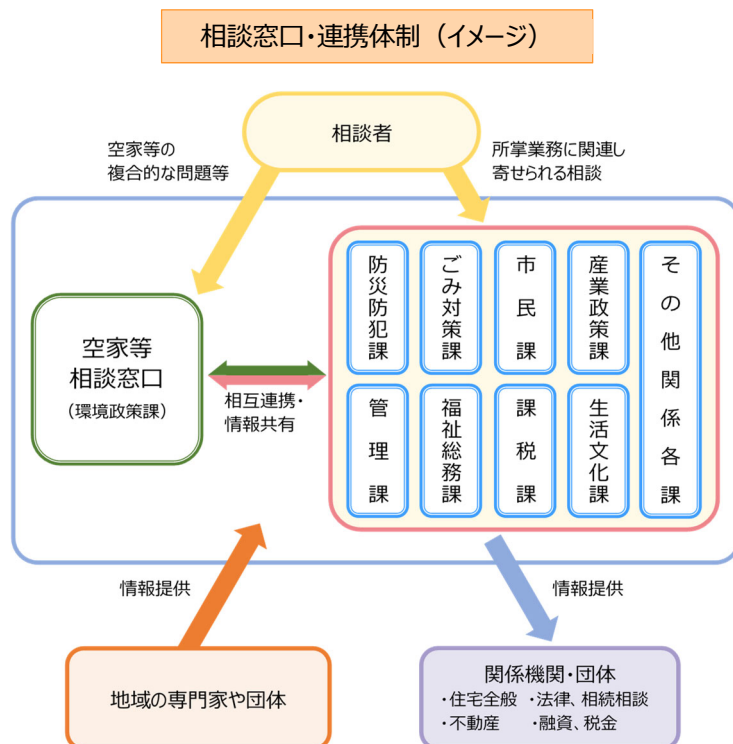 相談窓口・連携体制（イメージ）
相談者
空家等の
複合的な問題等
所掌業務に関連し
寄せられる相談
空家等
相談窓口
（環境政策課）
相互連携・
情報共有
防災防犯課
ごみ対策課
市民課
産業政策課
その他関係各課
管理課
福祉総務課
課税課
生活文化課
情報提供
情報提供
地域の専門家や団体
関係機関・団体
・住宅全般 ・法律、相続相談
・不動産 ・融資、税金